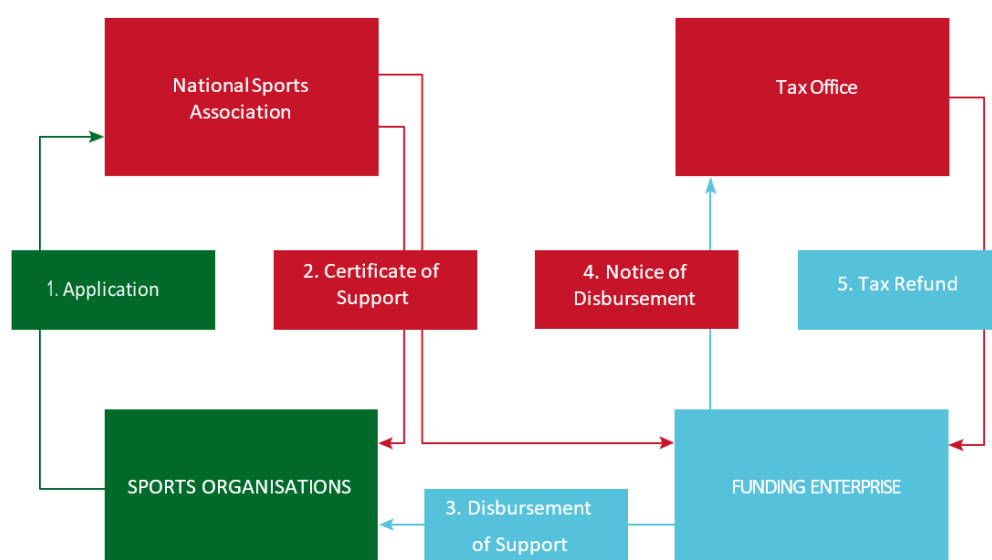 National Sports
Association
Tax Office
1. Application
2. Certificate of
Support
4. Notice of
Disbursement
5. Tax Refund
SPORTS ORGANISATIONS
3. Disbursement
of Support
FUNDING ENTERPRISE